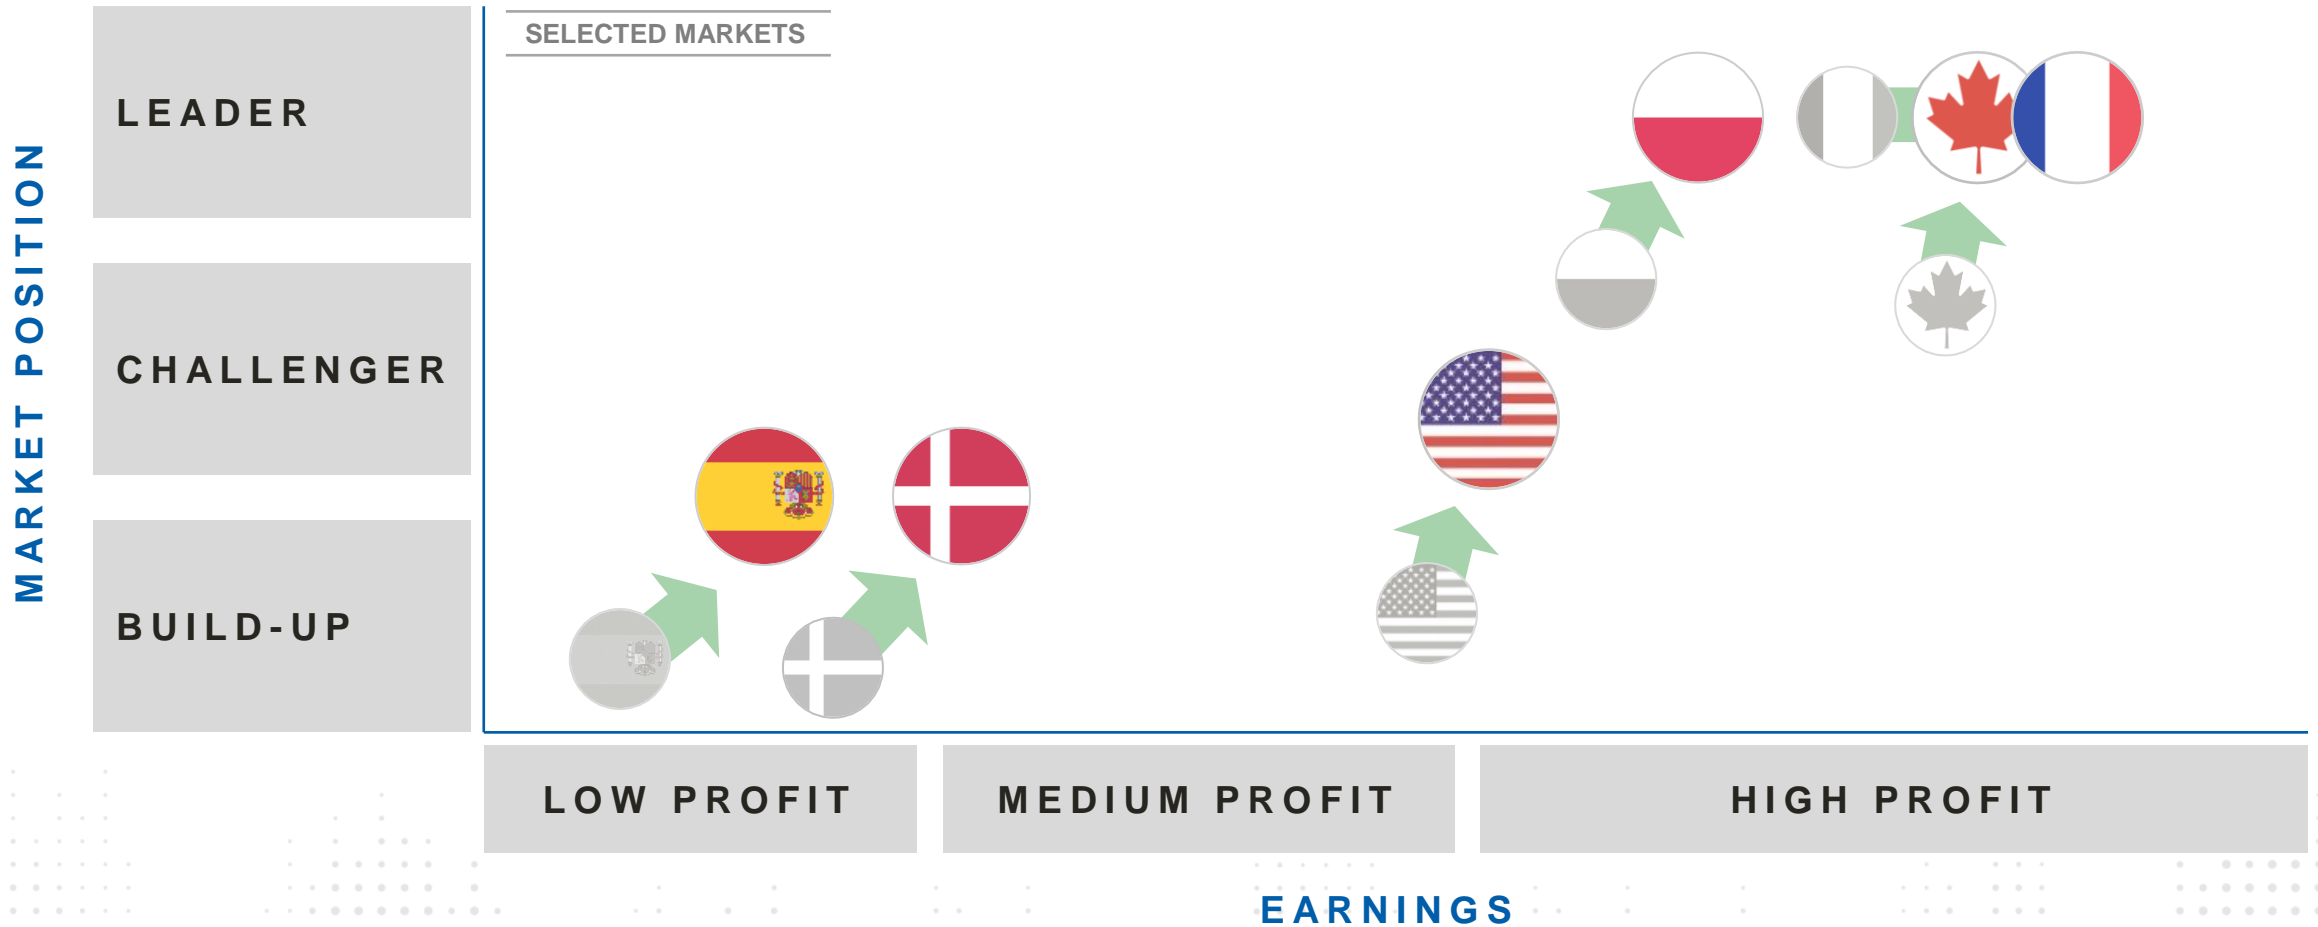 SELECTED MARKETS
MARKET POSITION
LEADER
CHALLENGER
BUILD-UP
LOW PROFIT
MEDIUM PROFIT
HIGH PROFIT
EARNINGS